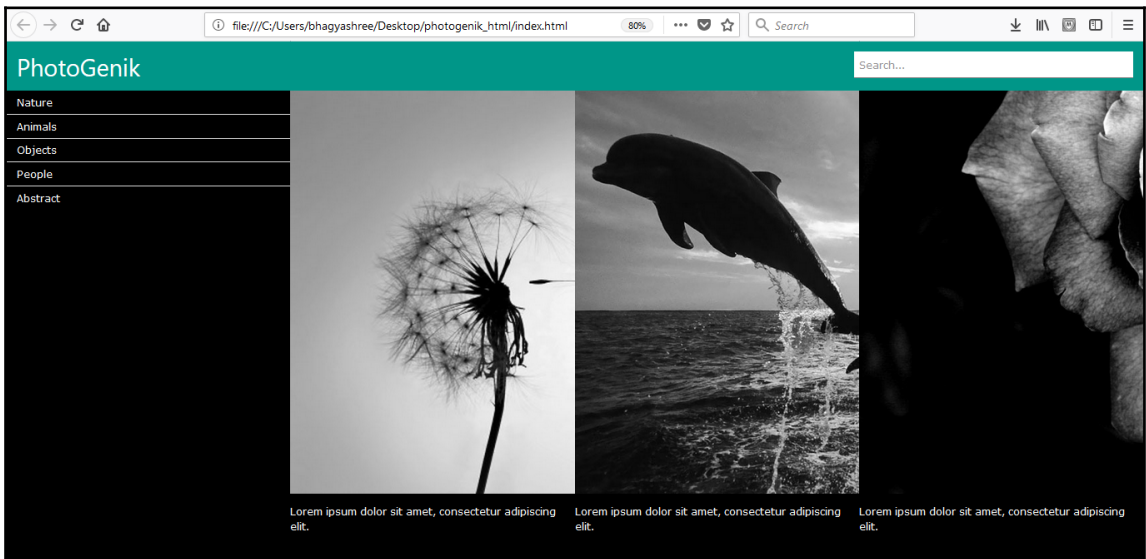 file:///C:/Users/bhagyashree/Desktop/photogenik_html/index.html
80%
Search
PhotoGenik
Search...
Nature
Animals
Objects
People
Abstract
Lorem ipsum dolor sit amet, consectetur adipiscing
elit.
Lorem ipsum dolor sit amet, consectetur adipiscing
elit.
Lorem ipsum dolor sit amet, consectetur adipiscing
elit.